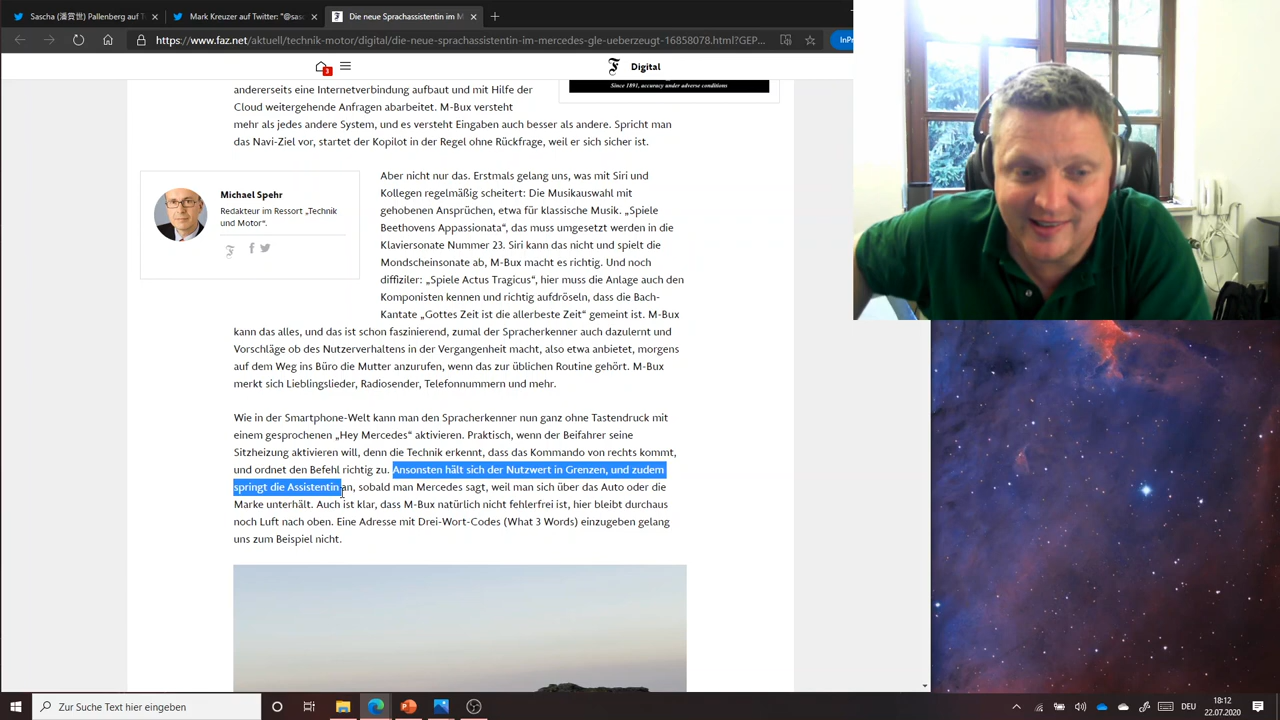 Sascha (滿賞世) Pallenberg auf T
Mark Kreuzer auf Twitter: "@sasc
Die neue Sprachassistentin im M
https://www.faz.net/aktuell/technik-motor/digital/die-neue-sprachassistentin-im-mercedes-gle-ueberzeugt-16858078.html?GEP...
InPr
3
Digital
andererseits eine Internetverbindung aufbaut und mit Hilfe der
Cloud weitergehende Anfragen abarbeitet. M-Bux versteht
mehr als jedes andere System, und es versteht Eingaben auch besser als andere. Spricht man
das Navi-Ziel vor, startet der Kopilot in der Regel ohne Rückfrage, weil er sich sicher ist.
Since 1891, accuracy under adverse conditions
Michael Spehr
Redakteur im Ressort „Technik
und Motor“.
Aber nicht nur das. Erstmals gelang uns, was mit Siri und
Kollegen regelmäßig scheitert: Die Musikauswahl mit
gehobenen Ansprüchen, etwa für klassische Musik. „Spiele
Beethovens Appassionata“, das muss umgesetzt werden in die
Klaviersonate Nummer 23. Siri kann das nicht und spielt die
Mondscheinsonate ab, M-Bux macht es richtig. Und noch
diffiziler: „Spiele Actus Tragicus“, hier muss die Anlage auch den
Komponisten kennen und richtig aufdröseln, dass die Bach-
Kantate „Gottes Zeit ist die allerbeste Zeit“ gemeint ist. M-Bux
kann das alles, und das ist schon faszinierend, zumal der Spracherkenner auch dazulernt und
Vorschläge ob des Nutzerverhaltens in der Vergangenheit macht, also etwa anbietet, morgens
auf dem Weg ins Büro die Mutter anzurufen, wenn das zur üblichen Routine gehört. M-Bux
merkt sich Lieblingslieder, Radiosender, Telefonnummern und mehr.
Wie in der Smartphone-Welt kann man den Spracherkenner nun ganz ohne Tastendruck mit
einem gesprochenen „Hey Mercedes“ aktivieren. Praktisch, wenn der Beifahrer seine
Sitzheizung aktivieren will, denn die Technik erkennt, dass das Kommando von rechts kommt,
und ordnet den Befehl richtig zu. Ansonsten hält sich der Nutzwert in Grenzen, und zudem
springt die Assistentin an, sobald man Mercedes sagt, weil man sich über das Auto oder die
Marke unterhält. Auch ist klar, dass M-Bux natürlich nicht fehlerfrei ist, hier bleibt durchaus
noch Luft nach oben. Eine Adresse mit Drei-Wort-Codes (What 3 Words) einzugeben gelang
uns zum Beispiel nicht.
Zur Suche Text hier eingeben
DEU
18:12
22.07.2020